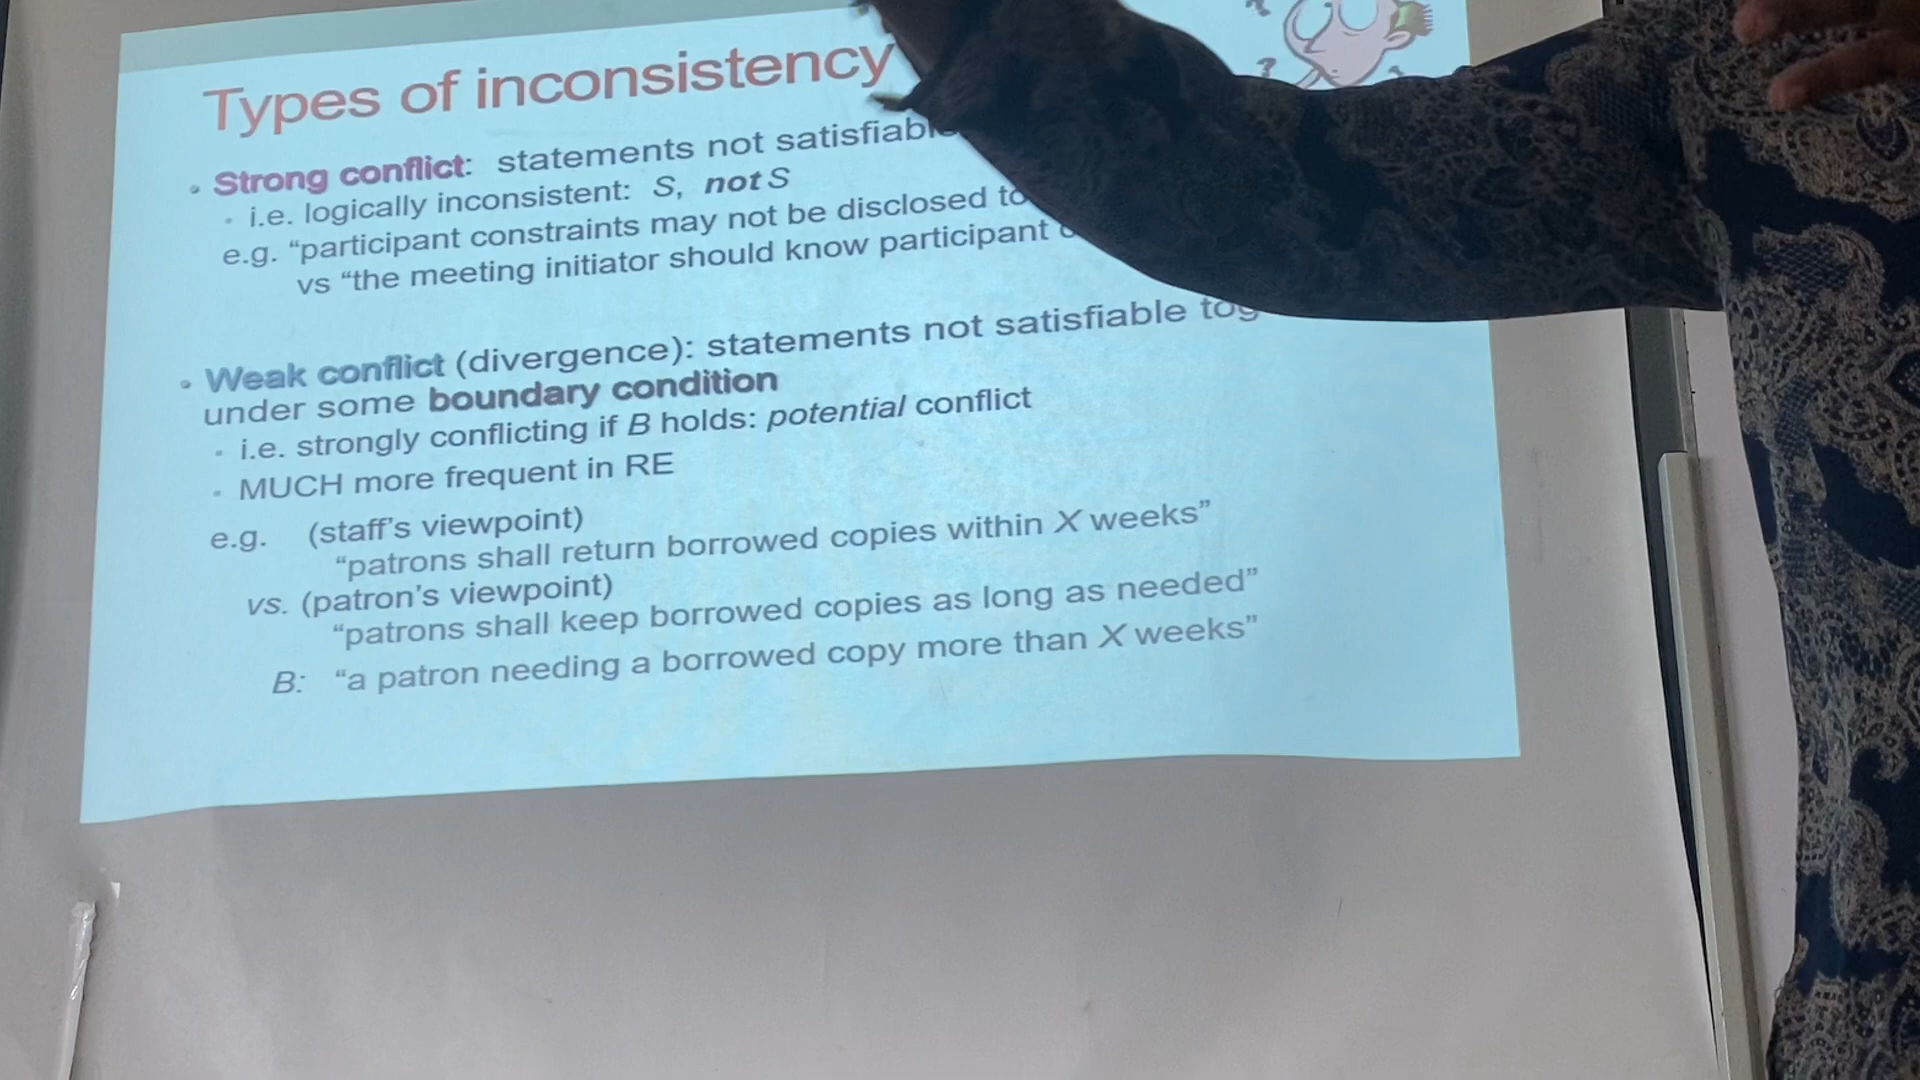 Types of inconsistency
• Strong conflict: statements not satisfiable
• i.e. logically inconsistent: S, not S
e.g. “participant constraints may not be disclosed to
vs “the meeting initiator should know participant
• Weak conflict (divergence): statements not satisfiable
under some boundary condition
• i.e. strongly conflicting if B holds: potential conflict
• MUCH more frequent in RE
e.g. (staff’s viewpoint)
“patrons shall return borrowed copies within X weeks”
vs. (patron’s viewpoint)
“patrons shall keep borrowed copies as long as needed”
B: “a patron needing a borrowed copy more than X weeks”